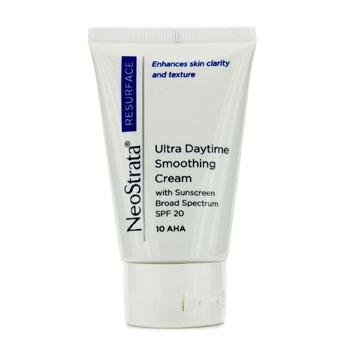 Enhances skin clarity
and texture
RESURFACE
NeoStrata®
Ultra Daytime
Smoothing
Cream
with Sunscreen
Broad Spectrum
SPF 20
10 AHA